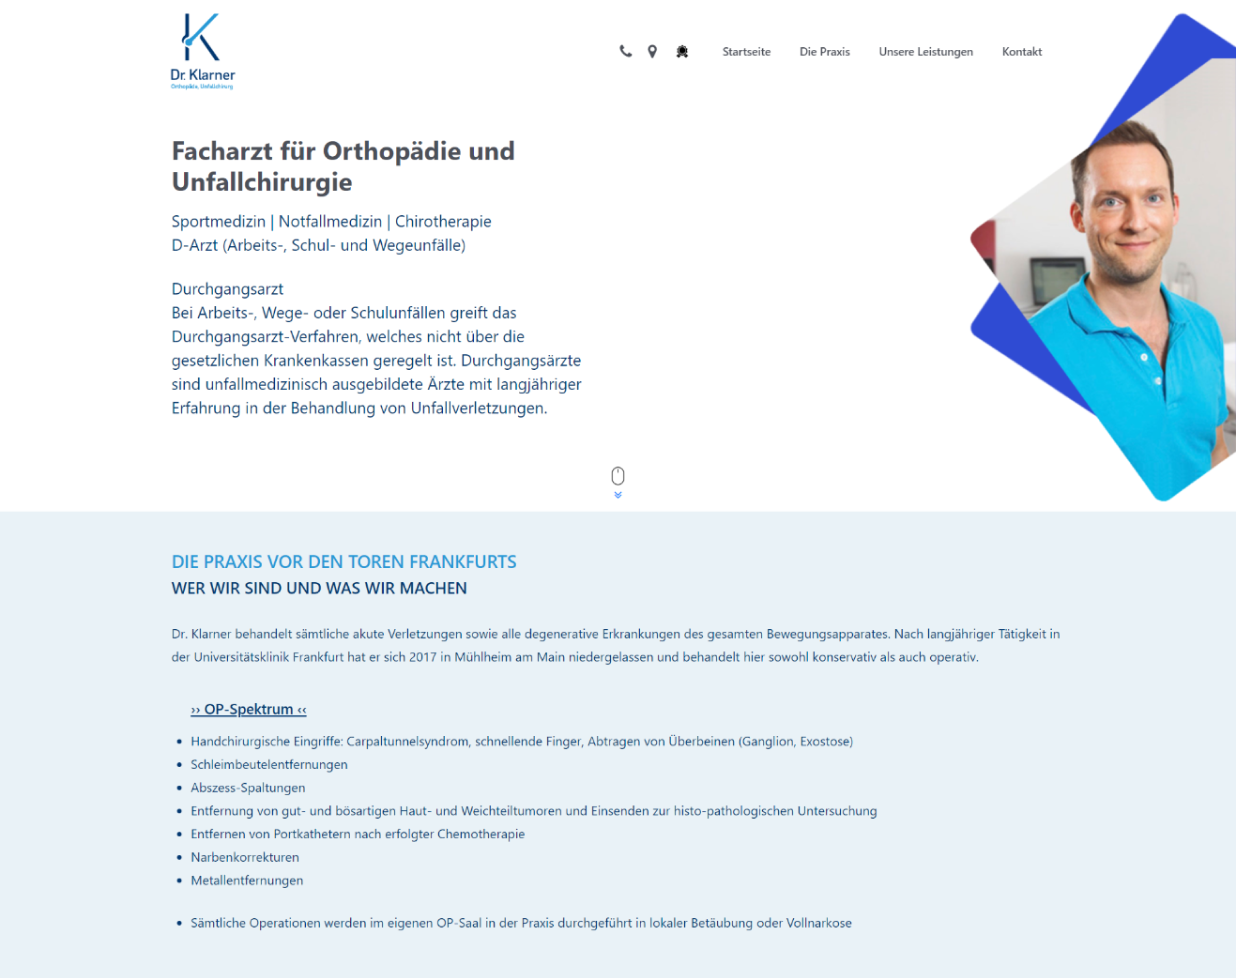 Dr. Klarner
Orthopädie, Unfallchirurg
Startseite
Die Praxis
Unsere Leistungen
Kontakt
Facharzt für Orthopädie und
Unfallchirurgie
Sportmedizin | Notfallmedizin | Chirotherapie
D-Arzt (Arbeits-, Schul- und Wegeunfälle)
Durchgangsarzt
Bei Arbeits-, Wege- oder Schulunfällen greift das
Durchgangsarzt-Verfahren, welches nicht über die
gesetzlichen Krankenkassen geregelt ist. Durchgangsärzte
sind unfallmedizinisch ausgebildete Ärzte mit langjähriger
Erfahrung in der Behandlung von Unfallverletzungen.
DIE PRAXIS VOR DEN TOREN FRANKFURTS
WER WIR SIND UND WAS WIR MACHEN
Dr. Klarner behandelt sämtliche akute Verletzungen sowie alle degenerative Erkrankungen des gesamten Bewegungsapparates. Nach langjähriger Tätigkeit in
der Universitätsklinik Frankfurt hat er sich 2017 in Mühlheim am Main niedergelassen und behandelt hier sowohl konservativ als auch operativ.
›› OP-Spektrum ‹‹
• Handchirurgische Eingriffe: Carpaltunnelsyndrom, schnellende Finger, Abtragen von Überbeinen (Ganglion, Exostose)
• Schleimbeutelentfernungen
• Abszess-Spaltungen
• Entfernung von gut- und bösartigen Haut- und Weichteiltumoren und Einsenden zur histo-pathologischen Untersuchung
• Entfernen von Portkathetern nach erfolgter Chemotherapie
• Narbenkorrekturen
• Metallentfernungen
• Sämtliche Operationen werden im eigenen OP-Saal in der Praxis durchgeführt in lokaler Betäubung oder Vollnarkose